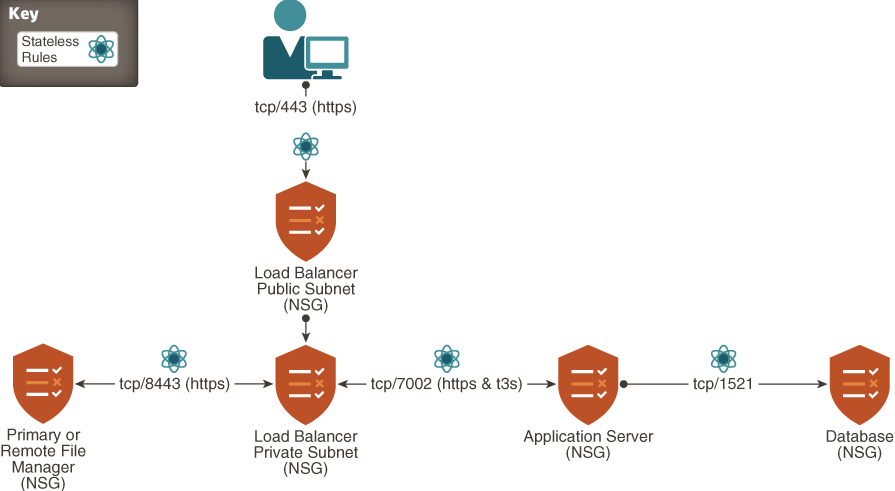 Key
Stateless
Rules
tcp/443 (https)
Load Balancer
Public Subnet
(NSG)
tcp/8443 (https)
tcp/7002 (https & t3s)
tcp/1521
Primary or
Remote File
Manager
(NSG)
Load Balancer
Private Subnet
(NSG)
Application Server
(NSG)
Database
(NSG)